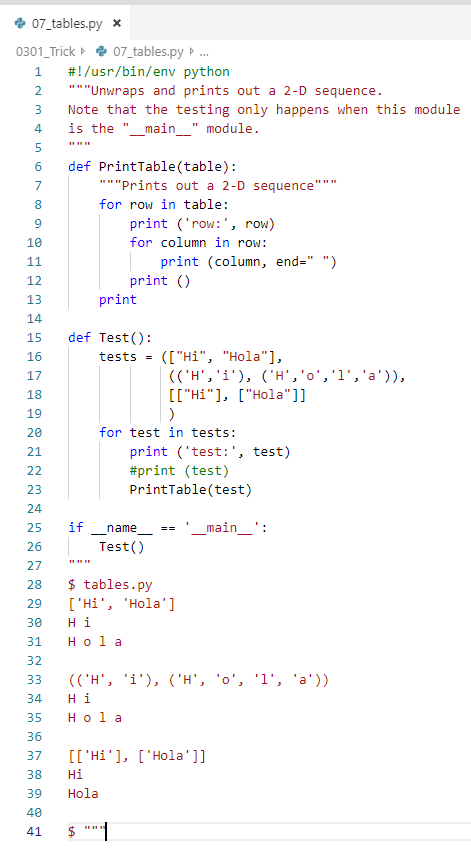 07_tables.py ×
0301_Trick 07_tables.py ...
1 #!/usr/bin/env python
2 """Unwraps and prints out a 2-D sequence.
3 Note that the testing only happens when this module
4 is the "__main__" module.
5 """
6 def PrintTable(table):
7     """Prints out a 2-D sequence"""
8     for row in table:
9         print ('row:', row)
10         for column in row:
11             print (column, end=" ")
12         print ()
13     print
14
15 def Test():
16     tests = (["Hi", "Hola"],
17              (('H','i'), ('H','o','l','a')),
18              [["Hi"], ["Hola"]]
19              )
20     for test in tests:
21         print ('test:', test)
22         #print (test)
23         PrintTable(test)
24
25 if __name__ == '__main__':
26     Test()
27 """
28 $ tables.py
29 ['Hi', 'Hola']
30 H i
31 H o l a
32
33 (('H', 'i'), ('H', 'o', 'l', 'a'))
34 H i
35 H o l a
36
37 [['Hi'], ['Hola']]
38 Hi
39 Hola
40
41 $ """